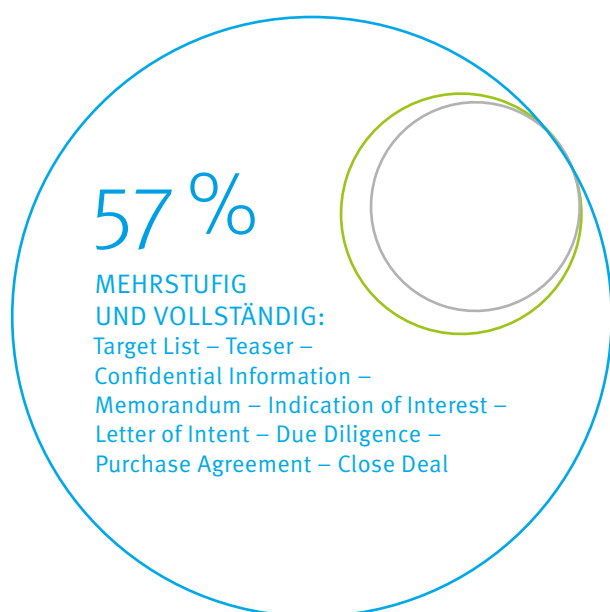 57 %
MEHRSTUFIG
UND VOLLSTÄNDIG:
Target List – Teaser –
Confidential Information –
Memorandum – Indication of Interest –
Letter of Intent – Due Diligence –
Purchase Agreement – Close Deal